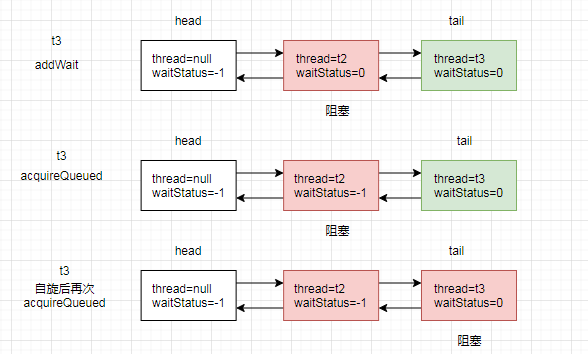 head
tail
t3
addWait
thread=null
waitStatus=-1
thread=t2
waitStatus=0
thread=t3
waitStatus=0
阻塞
head
tail
t3
acquireQueued
thread=null
waitStatus=-1
thread=t2
waitStatus=-1
thread=t3
waitStatus=0
阻塞
head
tail
t3
自旋后再次
acquireQueued
thread=null
waitStatus=-1
thread=t2
waitStatus=-1
thread=t3
waitStatus=0
阻塞